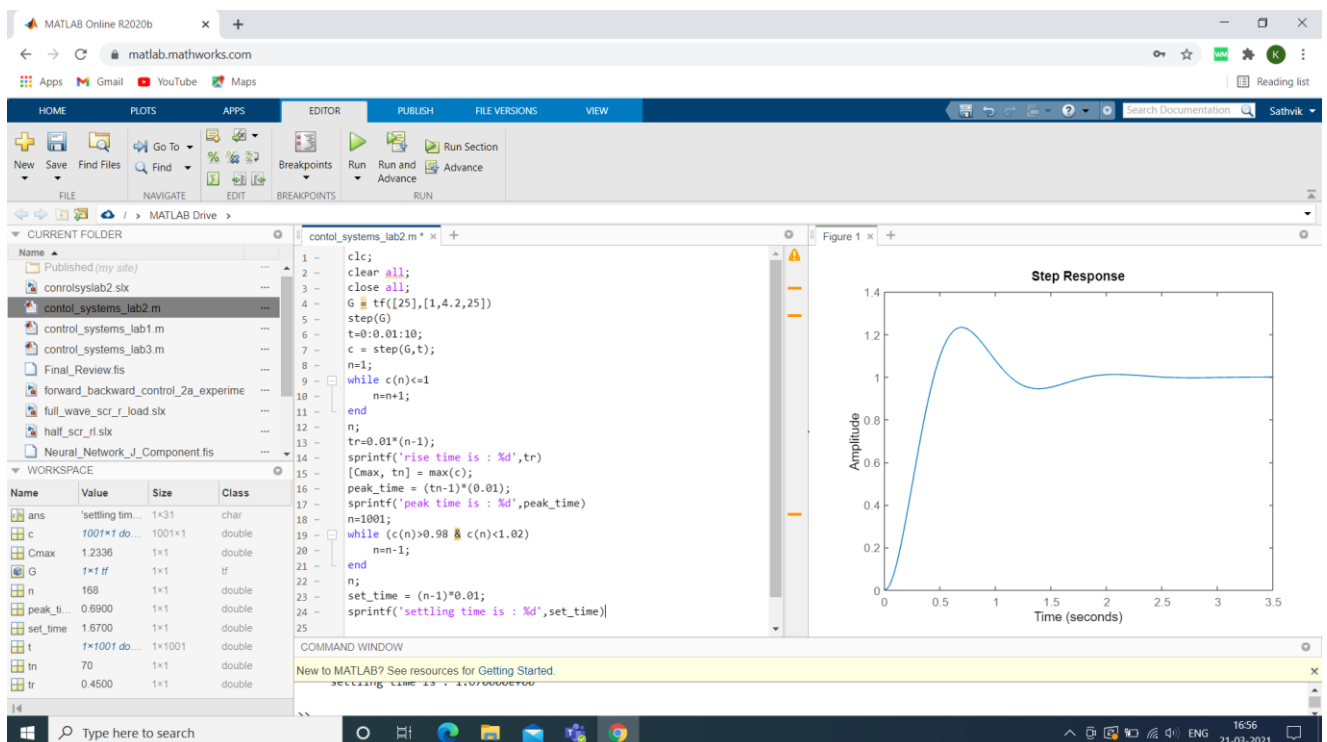 MATLAB Online R2020b
matlab.mathworks.com
K
Apps Gmail YouTube Maps Reading list
HOME PLOTS APPS EDITOR PUBLISH FILE VERSIONS VIEW Search Documentation Sathvik
New Save Find Files Go To Find Breakpoints Run Run and Advance Run Section Advance
FILE NAVIGATE EDIT BREAKPOINTS RUN
/ > MATLAB Drive >
CURRENT FOLDER
Name
Published (my site)
conrolsyslab2.slx
contol_systems_lab2.m
control_systems_lab1.m
control_systems_lab3.m
Final_Review.fis
forward_backward_control_2a_experime
full_wave_scr_r_load.slx
half_scr_rl.slx
Neural_Network_J_Component.fis
WORKSPACE
Name Value Size Class
ans 'settling tim... 1×31 char
c 1001×1 do... 1001×1 double
Cmax 1.2336 1×1 double
G 1×1 tf 1×1 tf
n 168 1×1 double
peak_ti... 0.6900 1×1 double
set_time 1.6700 1×1 double
t 1×1001 do... 1×1001 double
tn 70 1×1 double
tr 0.4500 1×1 double
contol_systems_lab2.m *
1 clc;
2 clear all;
3 close all;
4 G = tf([25],[1,4.2,25])
5 step(G)
6 t=0:0.01:10;
7 c = step(G,t);
8 n=1;
9 while c(n)<=1
10 n=n+1;
11 end
12 n;
13 tr=0.01*(n-1);
14 sprintf('rise time is : %d',tr)
15 [Cmax, tn] = max(c);
16 peak_time = (tn-1)*(0.01);
17 sprintf('peak time is : %d',peak_time)
18 n=1001;
19 while (c(n)>0.98 & c(n)<1.02)
20 n=n-1;
21 end
22 n;
23 set_time = (n-1)*0.01;
24 sprintf('settling time is : %d',set_time)
25
Figure 1
Step Response
1.4
1.2
1
0.8
0.6
0.4
0.2
0
Amplitude
0 0.5 1 1.5 2 2.5 3 3.5
Time (seconds)
COMMAND WINDOW
New to MATLAB? See resources for Getting Started.
settling time is : 1.670000e+00
>>
Type here to search
ENG
16:56
21-03-2021